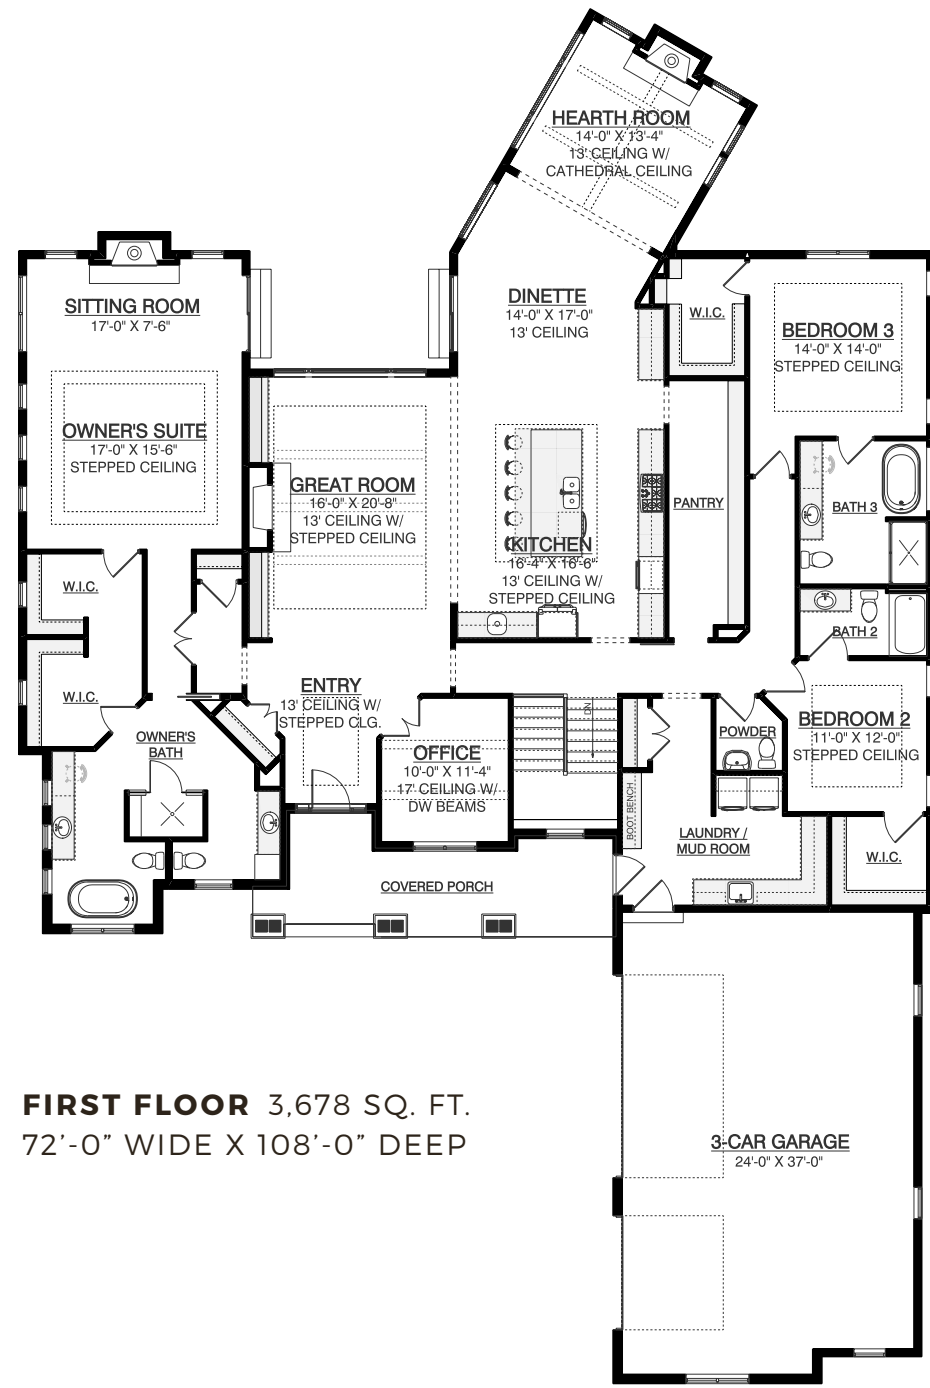 HEARTH ROOM
14'-0" X 13'-4"
13' CEILING W/
CATHEDRAL CEILING
SITTING ROOM
17'-0" X 7'-6"
DINETTE
14'-0" X 17'-0"
13' CEILING
W.I.C.
BEDROOM 3
14'-0" X 14'-0"
STEPPED CEILING
OWNER'S SUITE
17'-0" X 15'-6"
STEPPED CEILING
GREAT ROOM
16'-0" X 20'-8"
13' CEILING W/
STEPPED CEILING
KITCHEN
16'-4" X 16'-6"
13' CEILING W/
STEPPED CEILING
PANTRY
BATH 3
W.I.C.
BATH 2
W.I.C.
ENTRY
13' CEILING W/
STEPPED CLG.
OWNER'S
BATH
OFFICE
10'-0" X 11'-4"
17' CEILING W/
DW BEAMS
DN
POWDER
BEDROOM 2
11'-0" X 12'-0"
STEPPED CEILING
BOOT BENCH
LAUNDRY /
MUD ROOM
W.I.C.
COVERED PORCH
FIRST FLOOR 3,678 SQ. FT.
72’-0” WIDE X 108’-0” DEEP
3-CAR GARAGE
24'-0" X 37'-0"